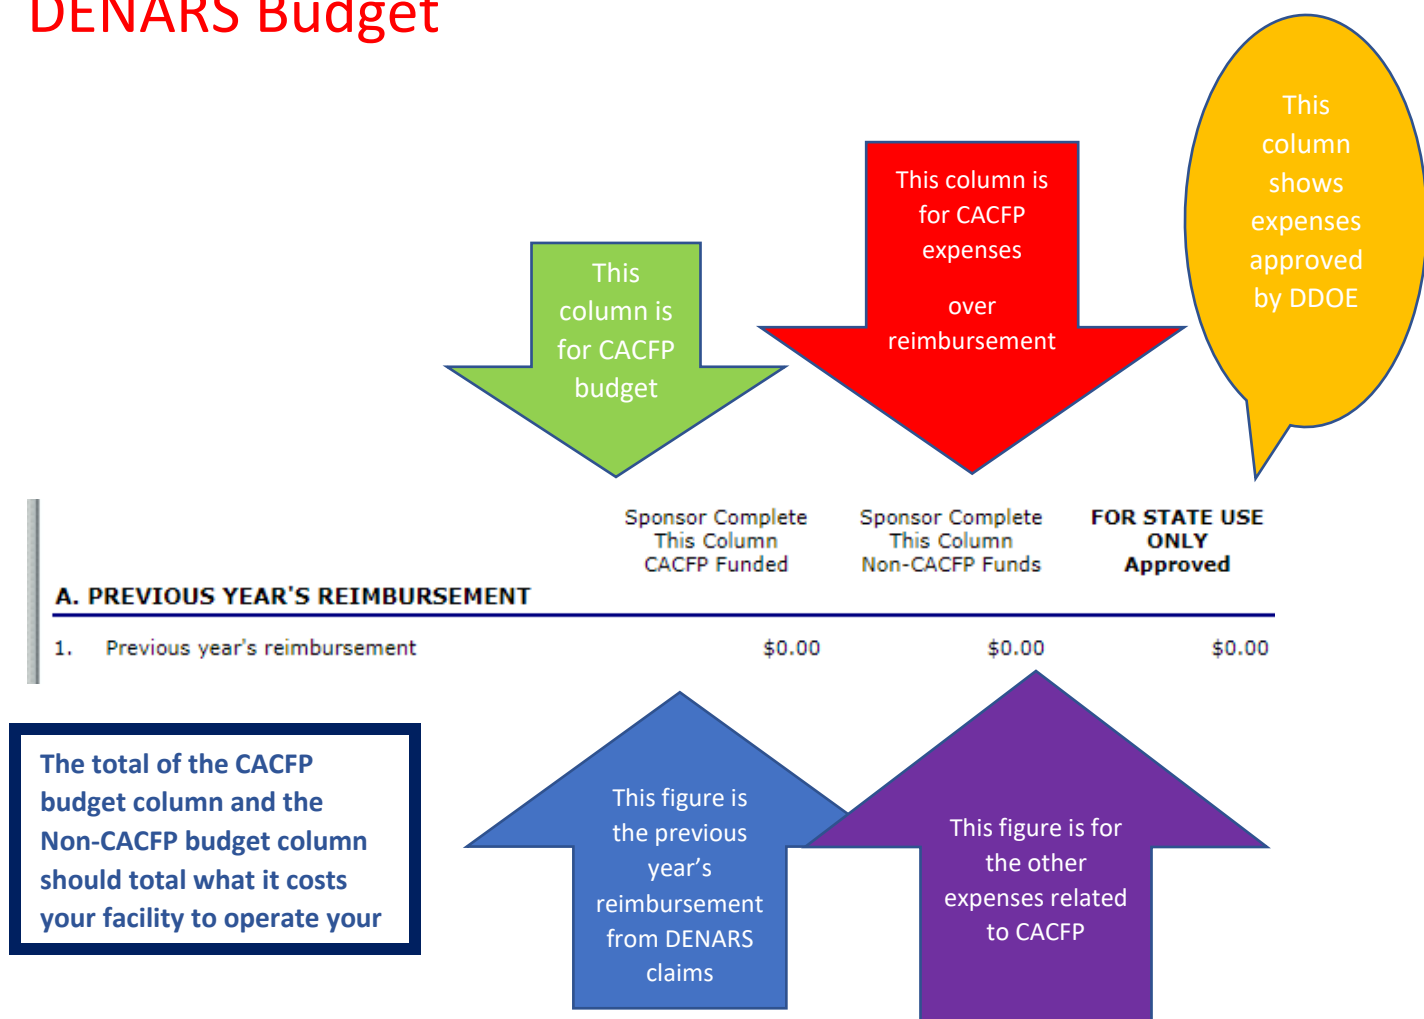 DENARS Budget
This
column
shows
expenses
approved
by DDOE
This column is
for CACFP
expenses
over
reimbursement
This
column is
for CACFP
budget
Sponsor Complete
This Column
CACFP Funded
Sponsor Complete
This Column
Non-CACFP Funds
FOR STATE USE
ONLY
Approved
A. PREVIOUS YEAR'S REIMBURSEMENT
1. Previous year's reimbursement $0.00 $0.00 $0.00
The total of the CACFP
budget column and the
Non-CACFP budget column
should total what it costs
your facility to operate your
This figure is
the previous
year’s
reimbursement
from DENARS
claims
This figure is for
the other
expenses related
to CACFP